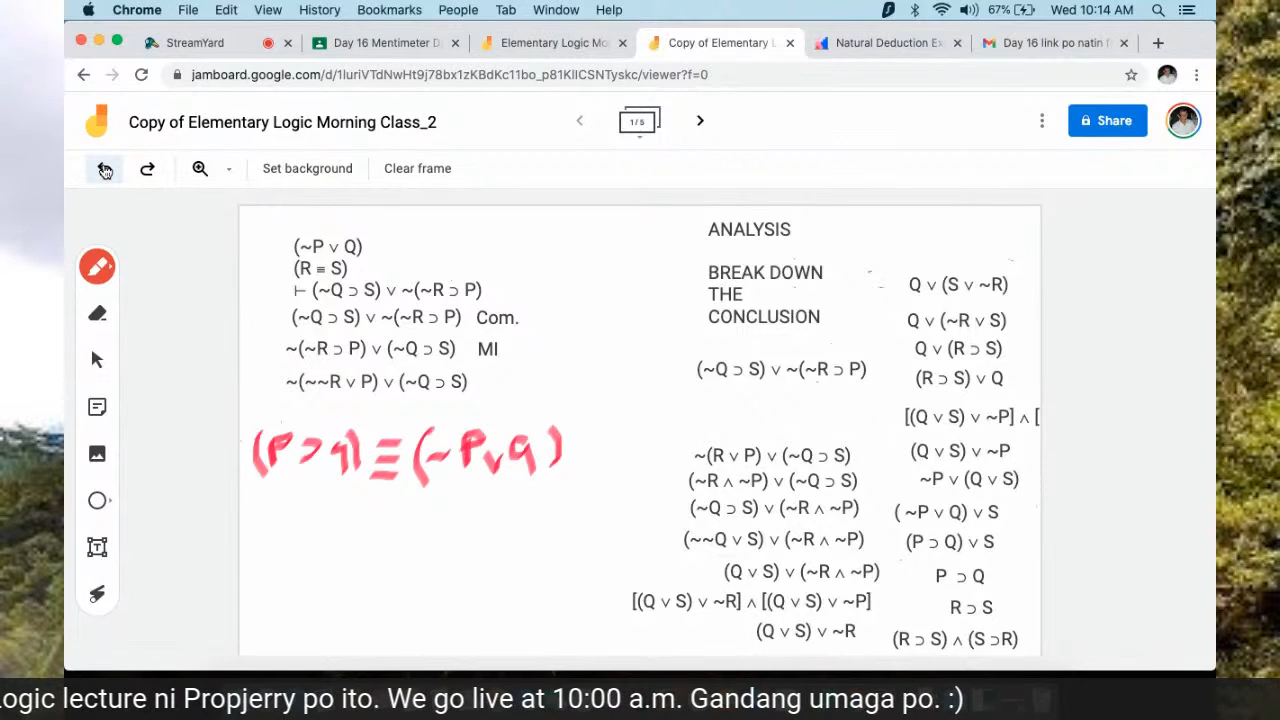 Chrome File Edit View History Bookmarks People Tab Window Help 67% Wed 10:14 AM
StreamYard Day 16 Mentimeter D Elementary Logic Mo Copy of Elementary L Natural Deduction Ex Day 16 link po natin f
jamboard.google.com/d/1IuriVTdNwHt9j78bx1zKBdKc11bo_p81KlICSNTyskc/viewer?f=0
Copy of Elementary Logic Morning Class_2
1/5
Share
Set background Clear frame
(~P ∨ Q)
(R ≡ S)
⊢ (~Q ⊃ S) ∨ ~(~R ⊃ P)
(~Q ⊃ S) ∨ ~(~R ⊃ P) Com.
~(~R ⊃ P) ∨ (~Q ⊃ S) MI
~(~~R ∨ P) ∨ (~Q ⊃ S)
(P ⊃ q) ≡ (~P ∨ q)
ANALYSIS
BREAK DOWN
THE
CONCLUSION
(~Q ⊃ S) ∨ ~(~R ⊃ P)
~(R ∨ P) ∨ (~Q ⊃ S)
(~R ∧ ~P) ∨ (~Q ⊃ S)
(~Q ⊃ S) ∨ (~R ∧ ~P)
(~~Q ∨ S) ∨ (~R ∧ ~P)
(Q ∨ S) ∨ (~R ∧ ~P)
[(Q ∨ S) ∨ ~R] ∧ [(Q ∨ S) ∨ ~P]
(Q ∨ S) ∨ ~R
Q ∨ (S ∨ ~R)
Q ∨ (~R ∨ S)
Q ∨ (R ⊃ S)
(R ⊃ S) ∨ Q
[(Q ∨ S) ∨ ~P] ∧ [
(Q ∨ S) ∨ ~P
~P ∨ (Q ∨ S)
( ~P ∨ Q) ∨ S
(P ⊃ Q) ∨ S
P ⊃ Q
R ⊃ S
(R ⊃ S) ∧ (S ⊃R)
Logic lecture ni Propjerry po ito. We go live at 10:00 a.m. Gandang umaga po. :)